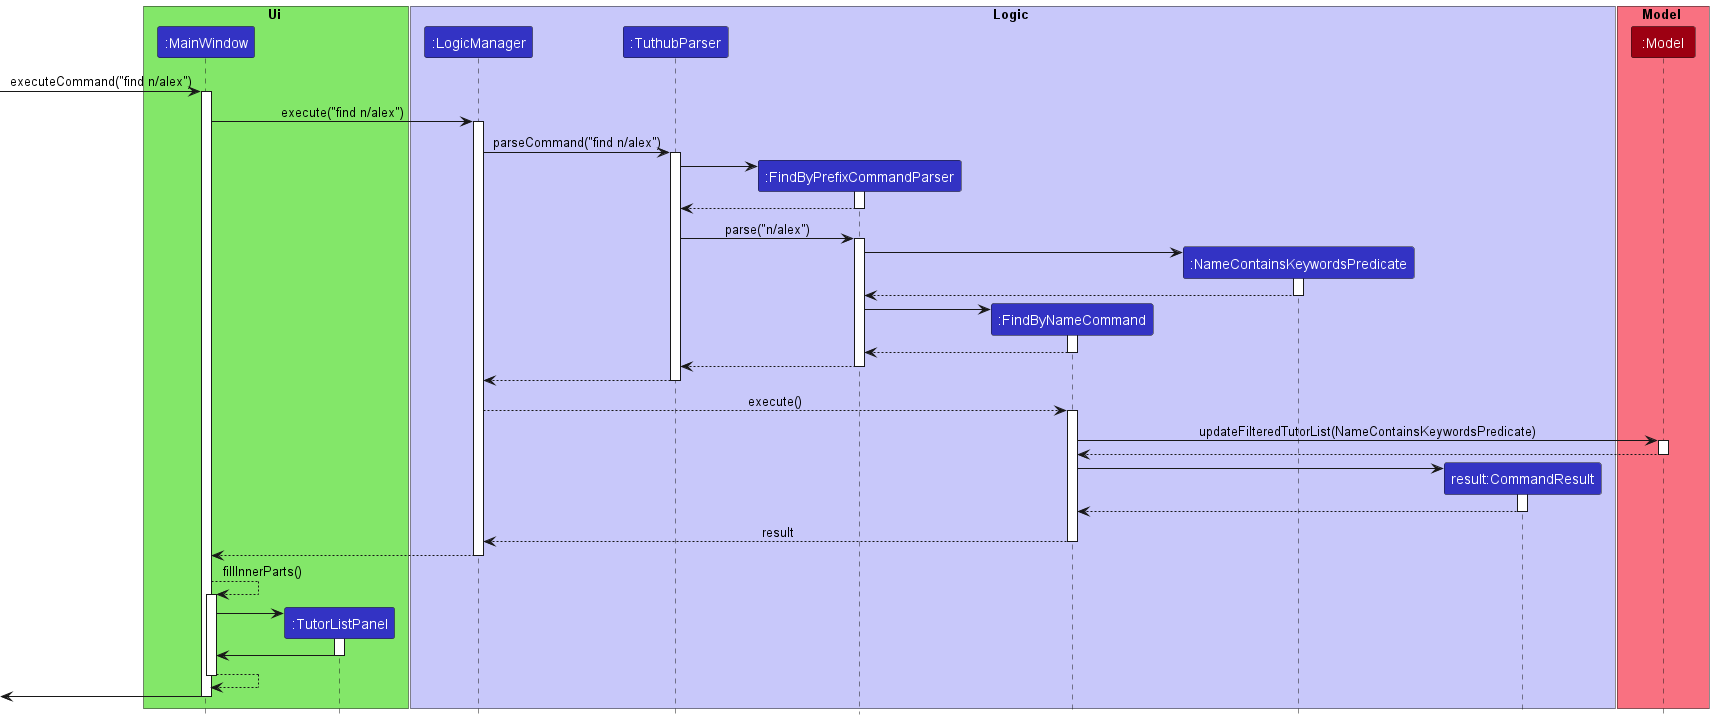 Ui
Logic
Model
:MainWindow
:LogicManager
:TuthubParser
:Model
executeCommand("find n/alex")
execute("find n/alex")
parseCommand("find n/alex")
:FindByPrefixCommandParser
parse("n/alex")
:NameContainsKeywordsPredicate
:FindByNameCommand
execute()
updateFilteredTutorList(NameContainsKeywordsPredicate)
result:CommandResult
result
fillInnerParts()
:TutorListPanel